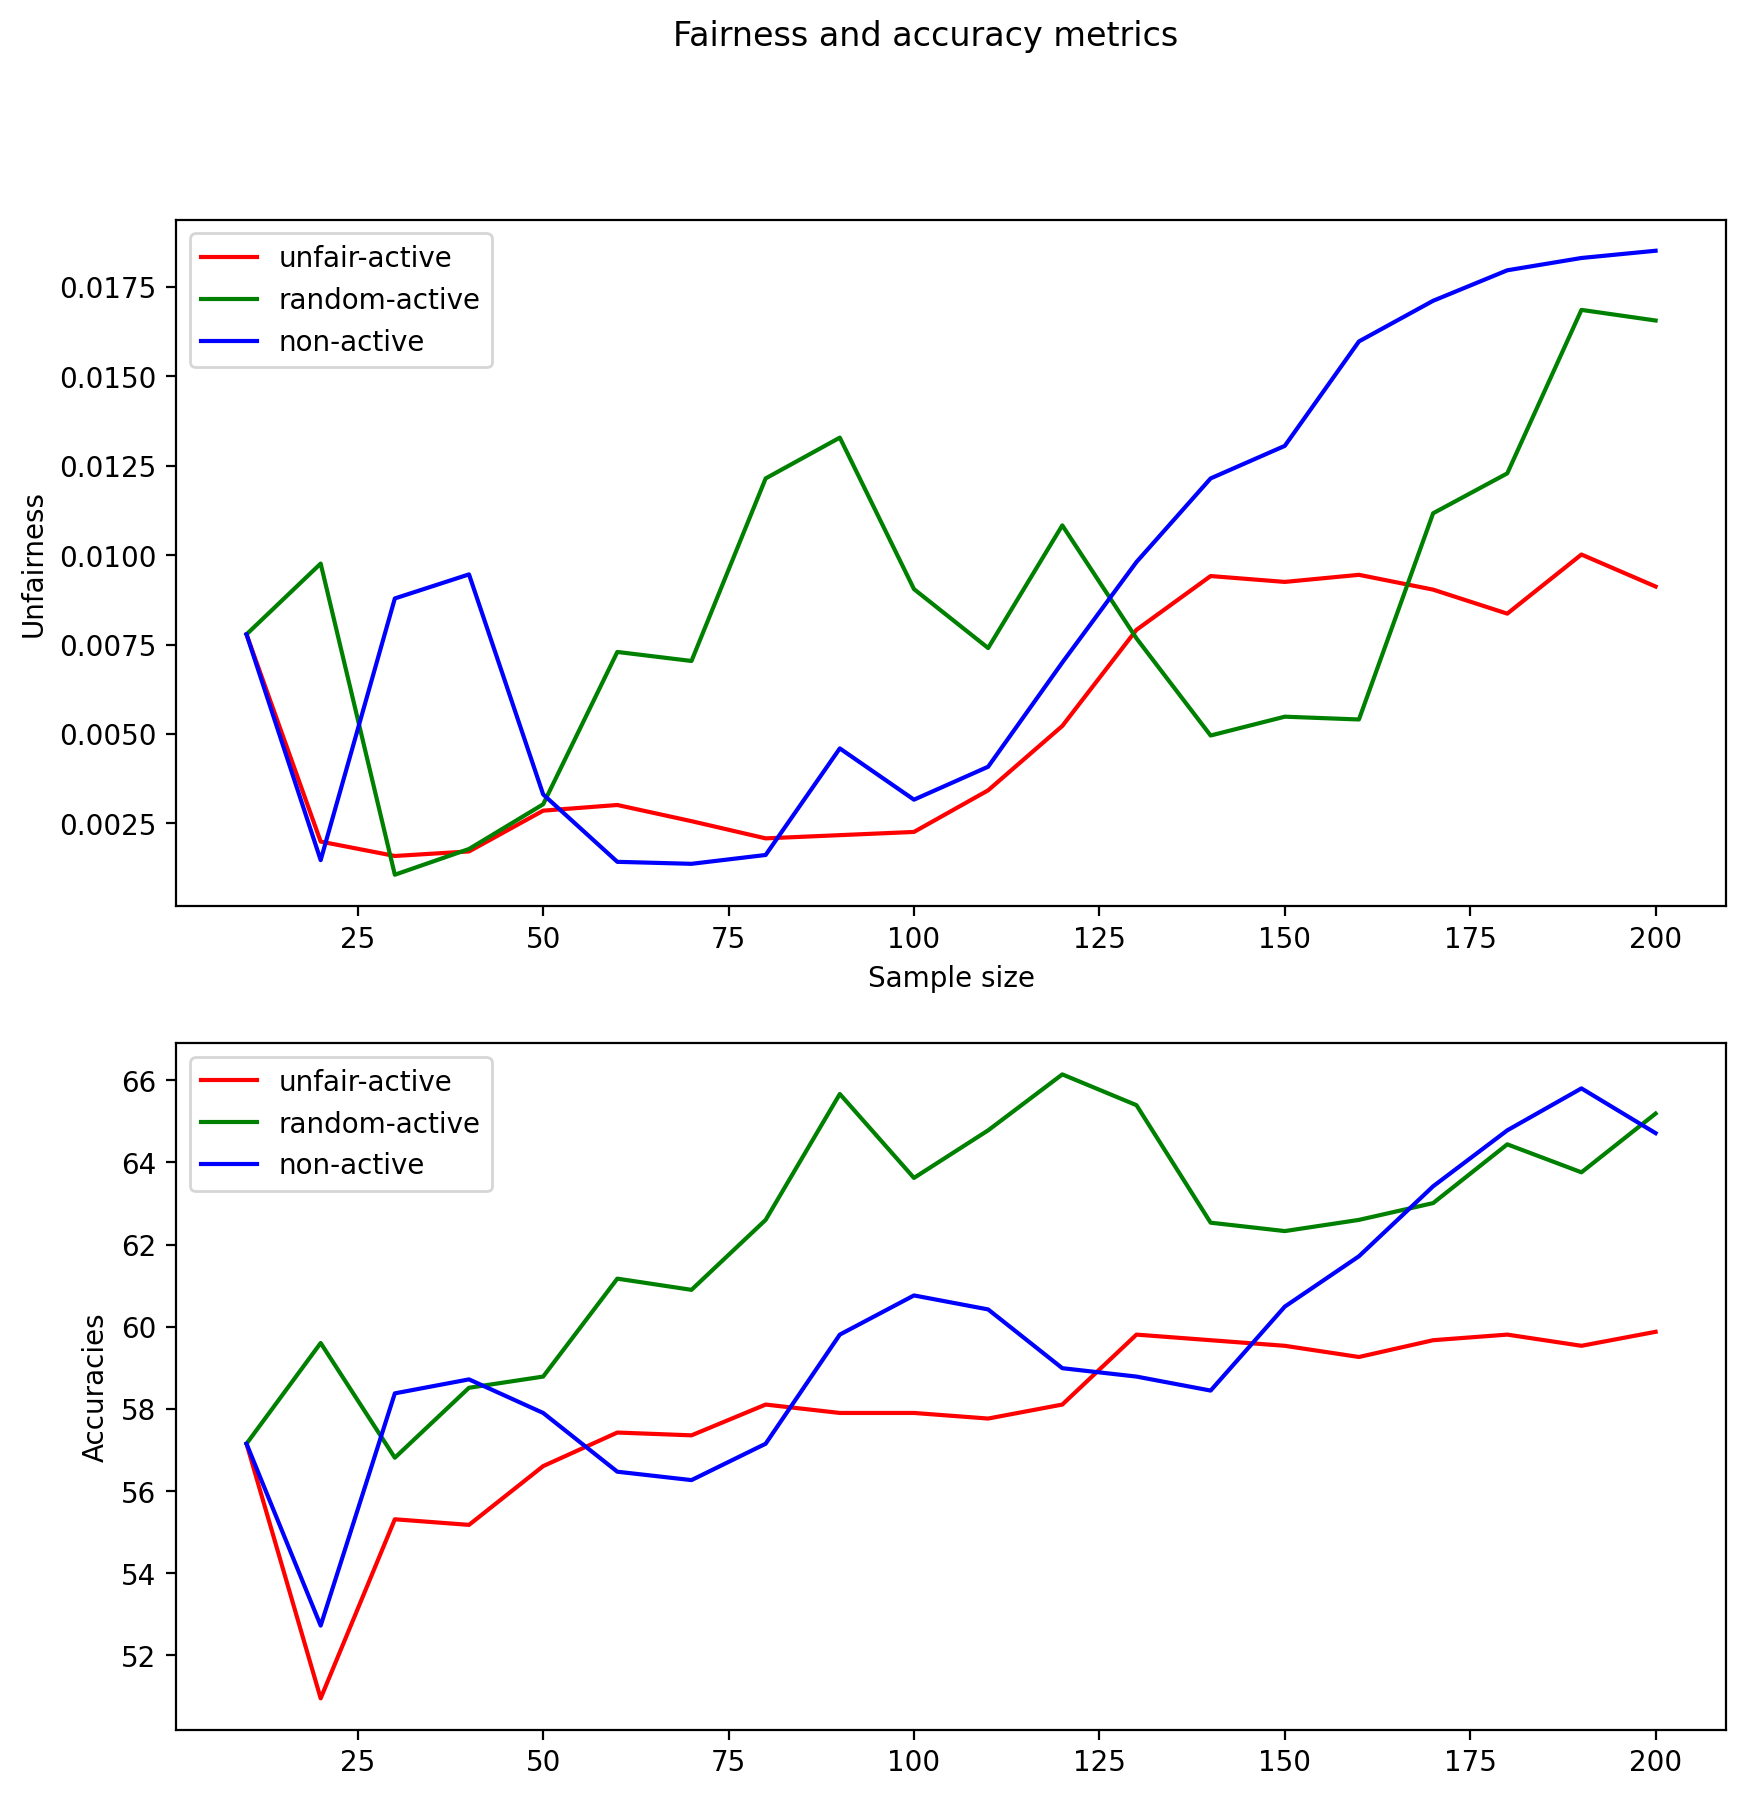 Fairness and accuracy metrics
unfair-active
random-active
non-active
0.0175
0.0150
0.0125
0.0100
0.0075
0.0050
0.0025
Unfairness
25 50 75 100 125 150 175 200
Sample size
unfair-active
random-active
non-active
66
64
62
60
58
56
54
52
Accuracies
25 50 75 100 125 150 175 200